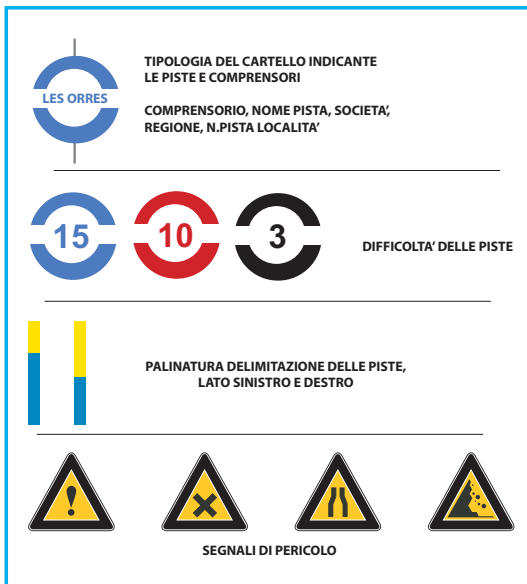 TIPOLOGIA DEL CARTELLO INDICANTE
LE PISTE E COMPRENSORI
LES ORRES
COMPRENSORIO, NOME PISTA, SOCIETA',
REGIONE, N.PISTA LOCALITA'
15 10 3
DIFFICOLTA' DELLE PISTE
PALINATURA DELIMITAZIONE DELLE PISTE,
LATO SINISTRO E DESTRO
SEGNALI DI PERICOLO